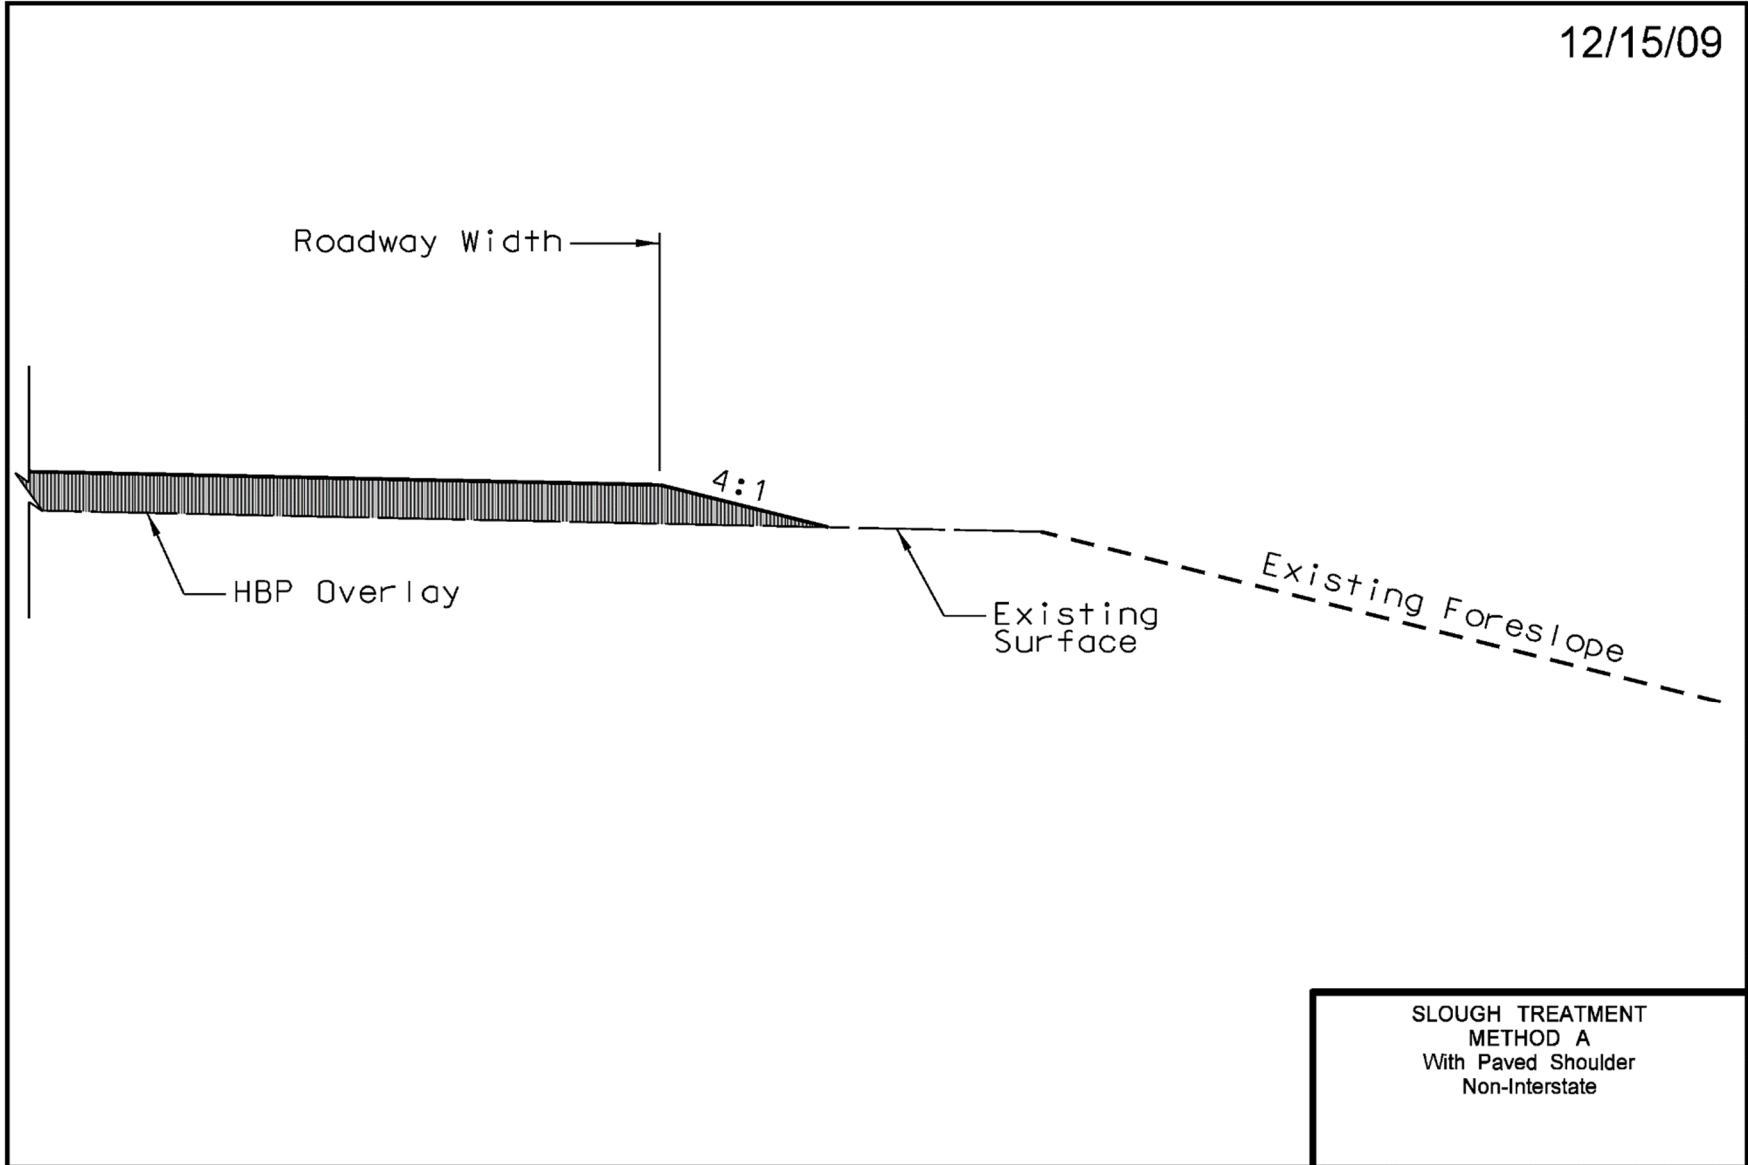 12/15/09
Roadway Width
4:1
HBP Overlay
Existing
Surface
Existing Foreslope
SLOUGH TREATMENT
METHOD A
With Paved Shoulder
Non-Interstate